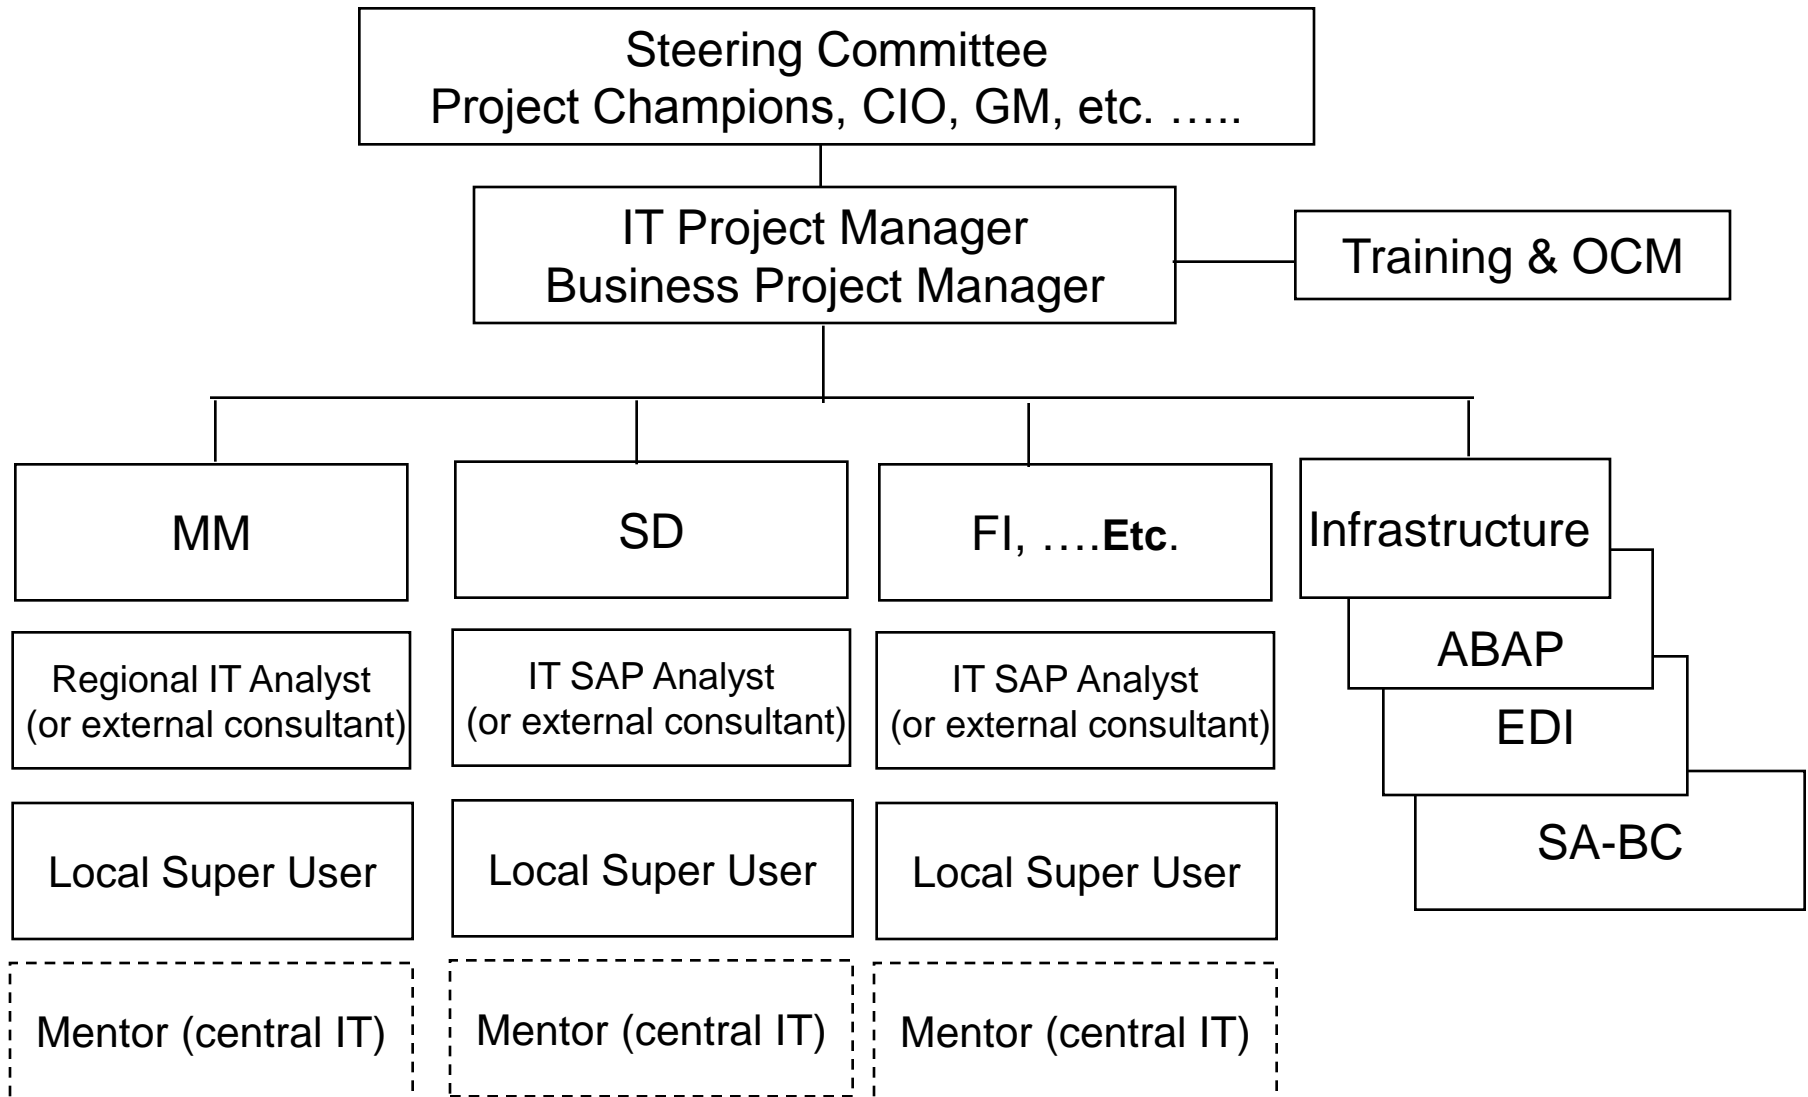 Steering Committee
Project Champions, CIO, GM, etc. …..
IT Project Manager
Business Project Manager
Training & OCM
MM
SD
FI, ….Etc.
Infrastructure
Regional IT Analyst
(or external consultant)
IT SAP Analyst
(or external consultant)
IT SAP Analyst
(or external consultant)
ABAP
EDI
SA-BC
Local Super User
Local Super User
Local Super User
Mentor (central IT)
Mentor (central IT)
Mentor (central IT)